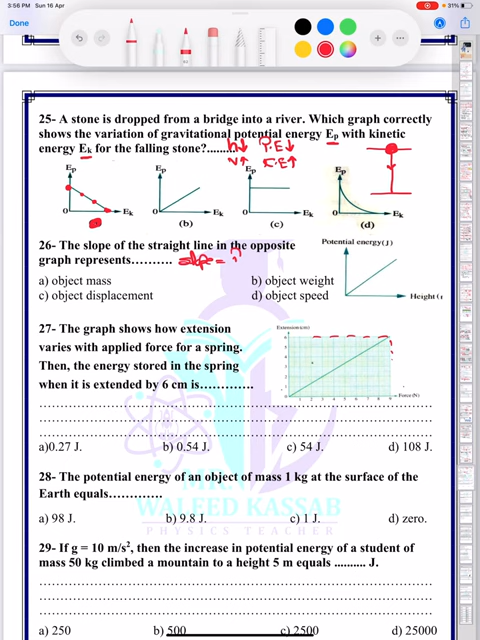 3:56 PM Sun 16 Apr
31%
Done
25- A stone is dropped from a bridge into a river. Which graph correctly
shows the variation of gravitational potential energy Ep with kinetic
energy Ek for the falling stone?.........
h↓ P.E↓
v↑ K.E↑
Ep Ep Ep Ep
0 Ek 0 Ek 0 Ek 0 Ek
(b) (c) (d)
26- The slope of the straight line in the opposite
graph represents.......... slop = ??
Potential energy(J)
Height(
a) object mass b) object weight
c) object displacement d) object speed
27- The graph shows how extension
varies with applied force for a spring.
Then, the energy stored in the spring
when it is extended by 6 cm is.............
Extension(cm)
Force (N)
a)0.27 J. b) 0.54 J. c) 54 J. d) 108 J.
28- The potential energy of an object of mass 1 kg at the surface of the
Earth equals.............
WALEED KASSAB
PHYSICS TEACHER
a) 98 J. b) 9.8 J. c) 1 J. d) zero.
29- If g = 10 m/s², then the increase in potential energy of a student of
mass 50 kg climbed a mountain to a height 5 m equals .......... J.
a) 250 b) 500 c) 2500 d) 25000